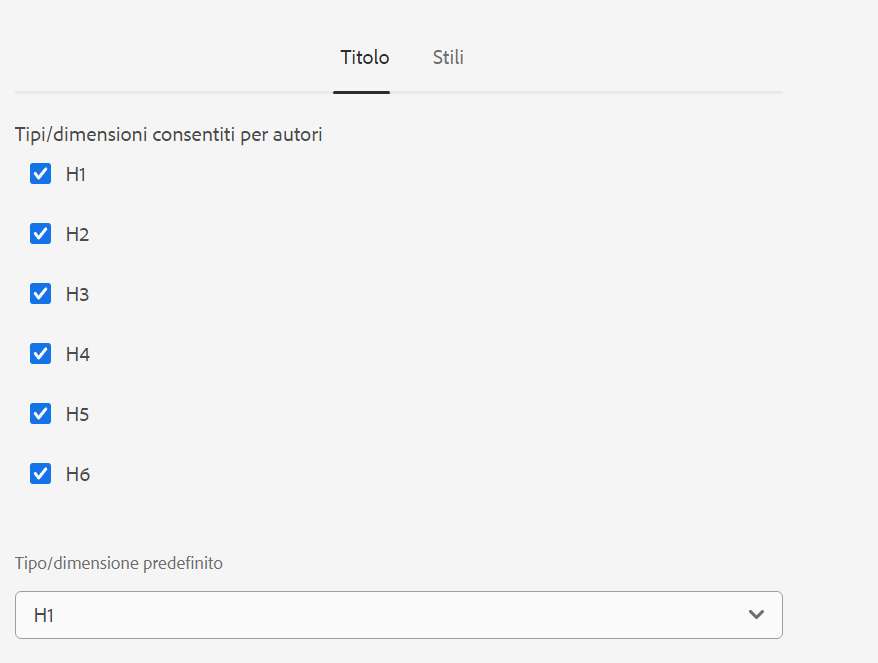 Titolo Stili
Tipi/dimensioni consentiti per autori
H1
H2
H3
H4
H5
H6
Tipo/dimensione predefinito
H1